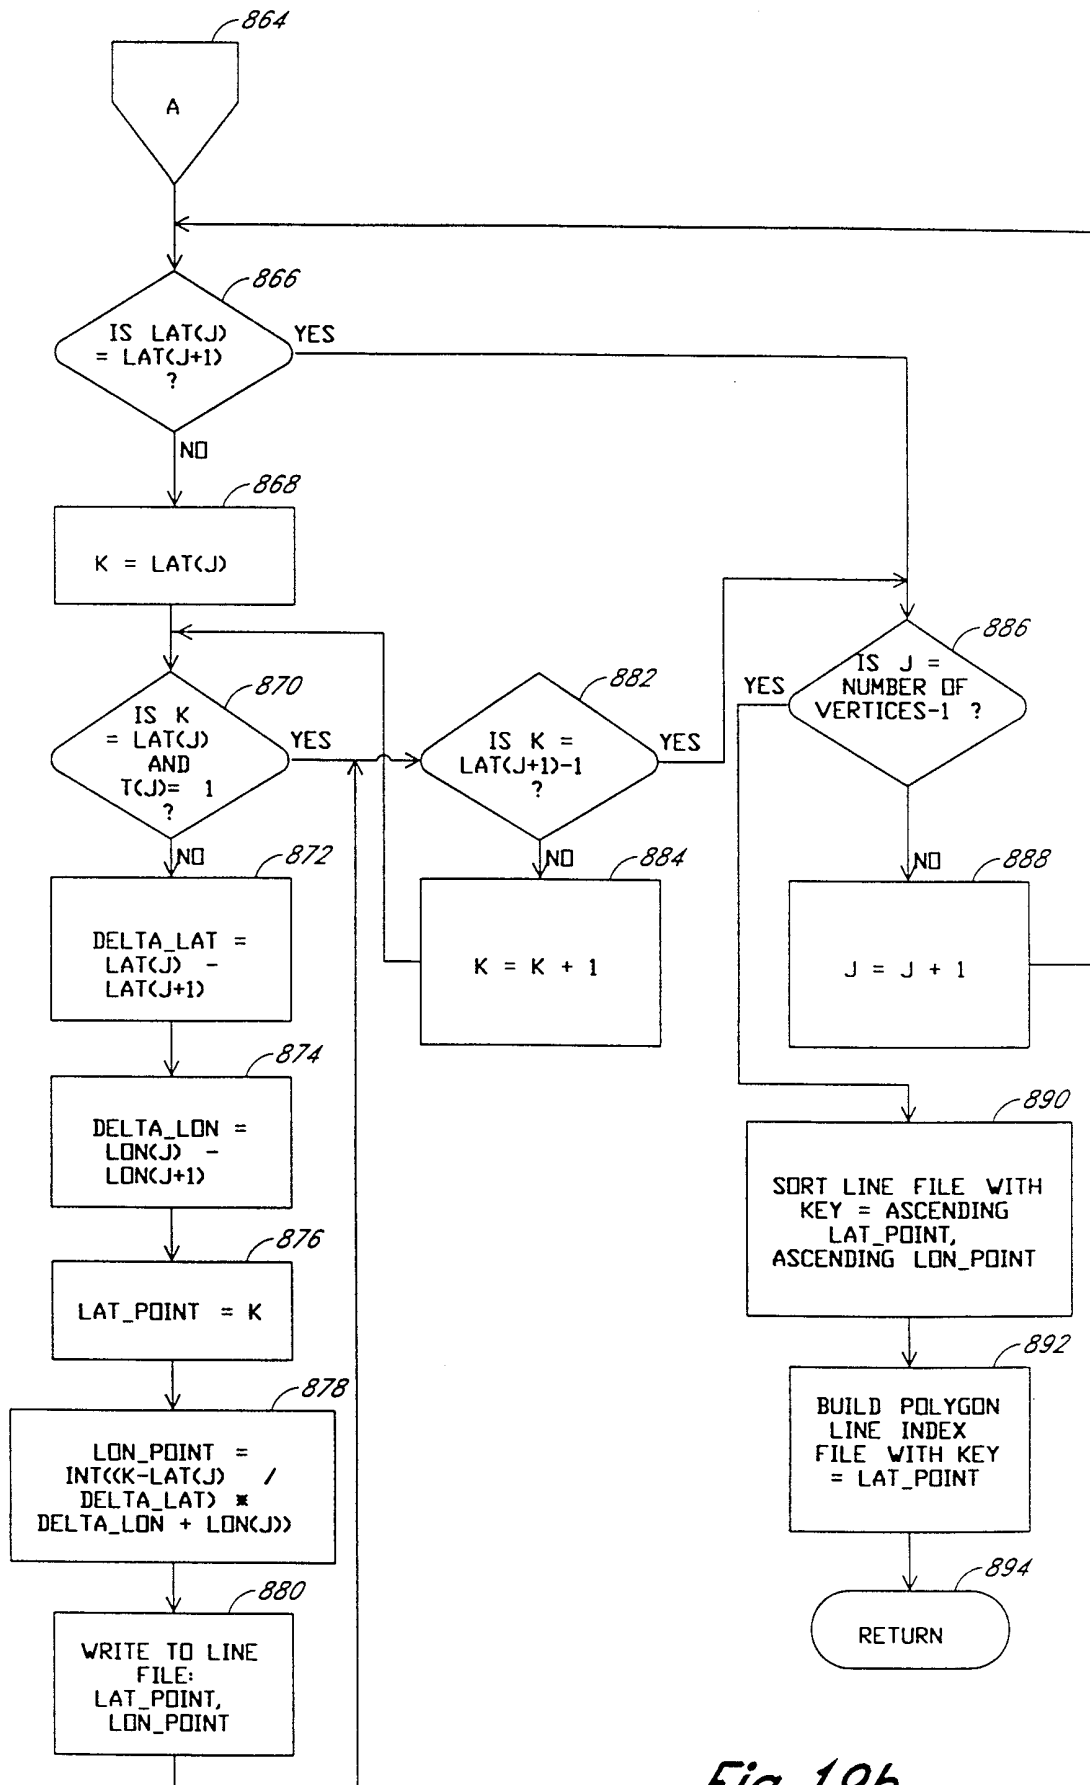 864
A
866
IS LAT(J)
= LAT(J+1)
?
YES
NO
868
K = LAT(J)
870
IS K
= LAT(J)
AND
T(J)= 1
?
YES
NO
872
DELTA_LAT =
LAT(J) -
LAT(J+1)
874
DELTA_LON =
LON(J) -
LON(J+1)
876
LAT_POINT = K
878
LON_POINT =
INT((K-LAT(J) /
DELTA_LAT) *
DELTA_LON + LON(J))
880
WRITE TO LINE
FILE:
LAT_POINT,
LON_POINT
882
IS K =
LAT(J+1)-1
?
YES
NO
884
K = K + 1
886
IS J =
NUMBER OF
VERTICES-1 ?
YES
NO
888
J = J + 1
890
SORT LINE FILE WITH
KEY = ASCENDING
LAT_POINT,
ASCENDING LON_POINT
892
BUILD POLYGON
LINE INDEX
FILE WITH KEY
= LAT_POINT
894
RETURN
Fig. 19b